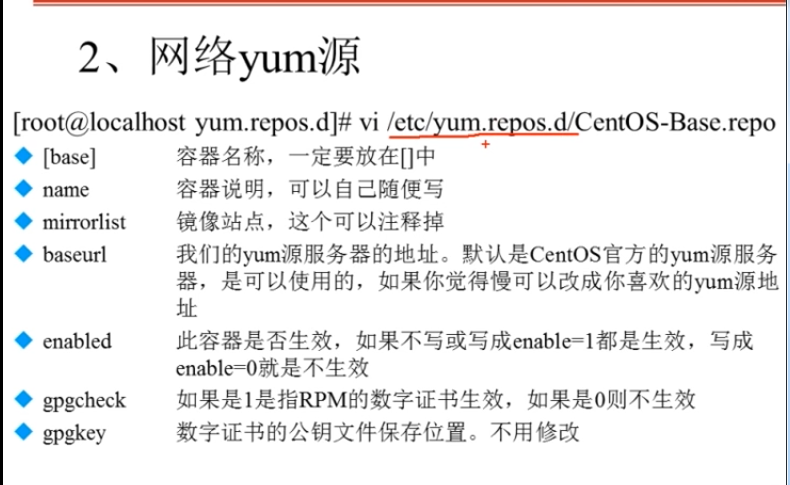 2、网络yum源
[root@localhost yum.repos.d]# vi /etc/yum.repos.d/CentOS-Base.repo
[base] 容器名称，一定要放在[]中
name 容器说明，可以自己随便写
mirrorlist 镜像站点，这个可以注释掉
baseurl 我们的yum源服务器的地址。默认是CentOS官方的yum源服务
器，是可以使用的，如果你觉得慢可以改成你喜欢的yum源地
址
enabled 此容器是否生效，如果不写或写成enable=1都是生效，写成
enable=0就是不生效
gpgcheck 如果是1是指RPM的数字证书生效，如果是0则不生效
gpgkey 数字证书的公钥文件保存位置。不用修改